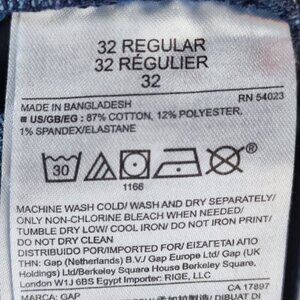 32 REGULAR
32 RÉGULIER
32
RN 54023
MADE IN BANGLADESH
■ US/GB/EG : 87% COTTON, 12% POLYESTER,
1% SPANDEX/ELASTANE
30
1166
MACHINE WASH COLD/ WASH AND DRY SEPARATELY/
ONLY NON-CHLORINE BLEACH WHEN NEEDED/
TUMBLE DRY LOW/ COOL IRON/ DO NOT IRON PRINT/
DO NOT DRY CLEAN
DISTRIBUÉ PAR/IMPORTED FOR/
THN: Gap (Netherlands) B.V./ Gap Europe Ltd/ Gap (UK
Holdings) Ltd/Berkeley Square House Berkeley Square,
London W1J 6BS Egypt Importer: RIGE, LLC
CA 17897
MARCA: GAP